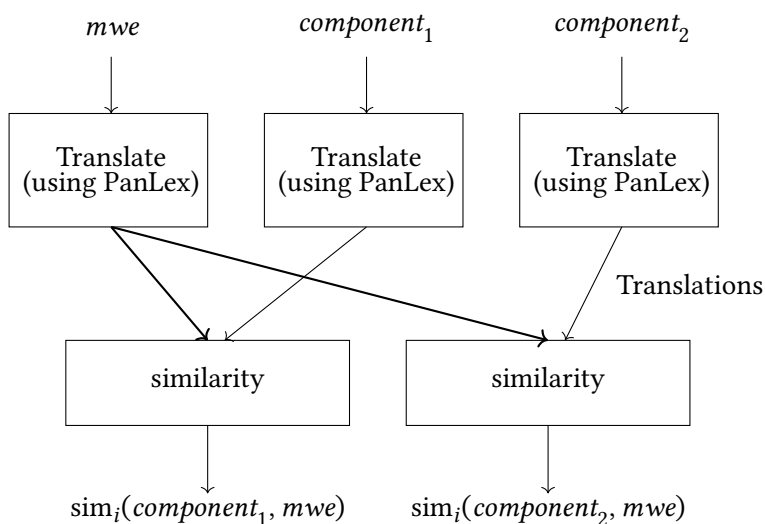 mwe
component₁
component₂
Translate
(using PanLex)
Translate
(using PanLex)
Translate
(using PanLex)
Translations
similarity
similarity
simᵢ(component₁, mwe)
simᵢ(component₂, mwe)